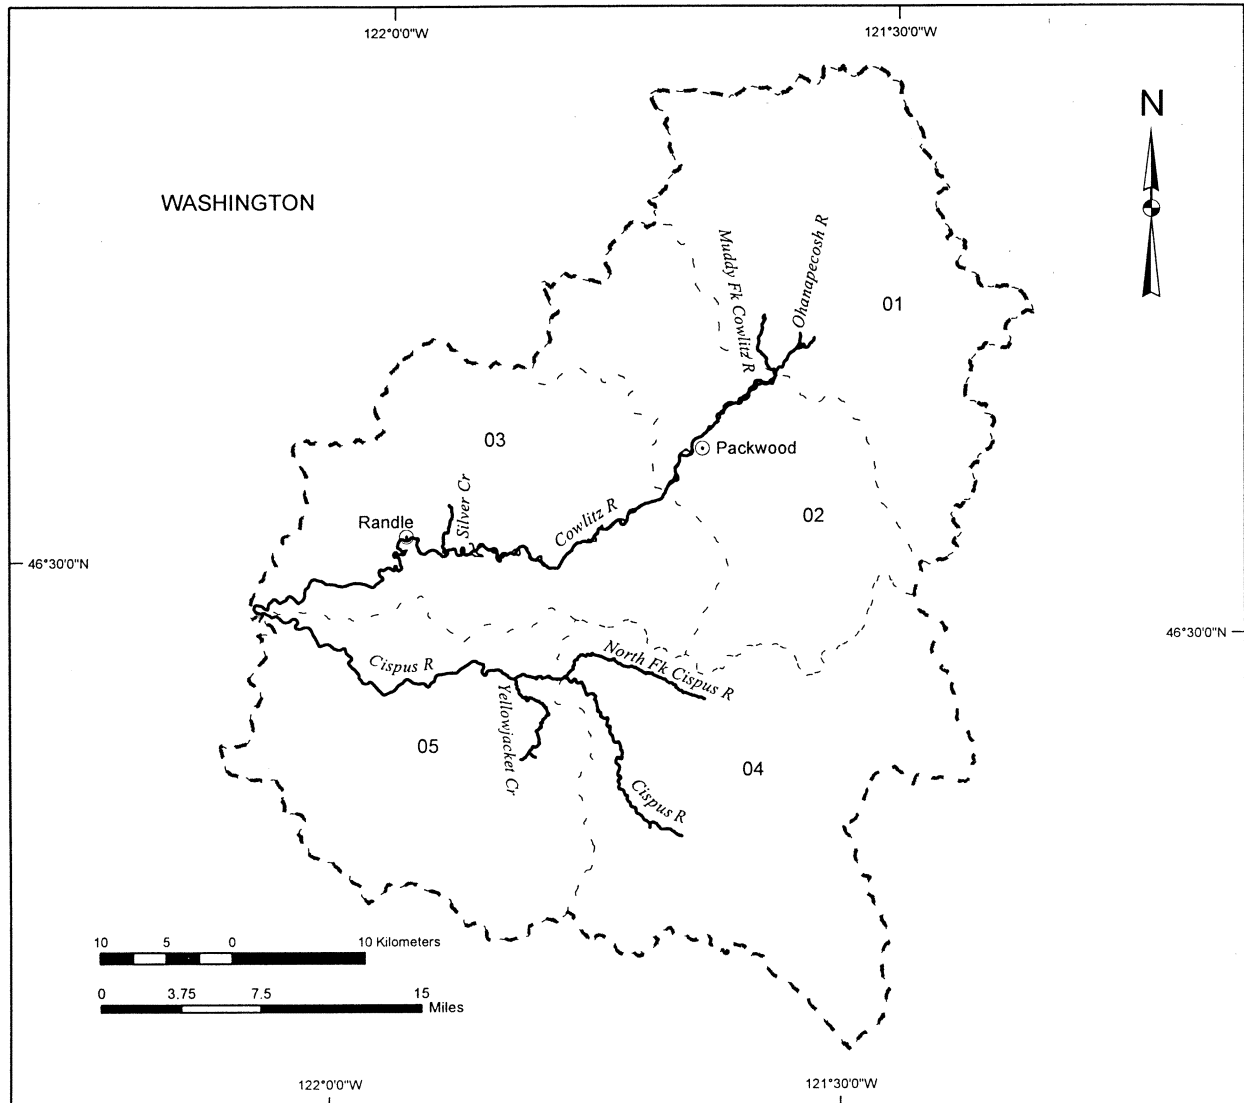 122°0'0"W
121°30'0"W
N
WASHINGTON
Muddy Fk Cowlitz R
Ohanapecosh R
01
03
Packwood
Silver Cr
Cowlitz R
02
Randle
46°30'0"N
46°30'0"N
North Fk Cispus R
Cispus R
Yellowjacket Cr
05
04
Cispus R
10 5 0 10 Kilometers
0 3.75 7.5 15 Miles
122°0'0"W
121°30'0"W